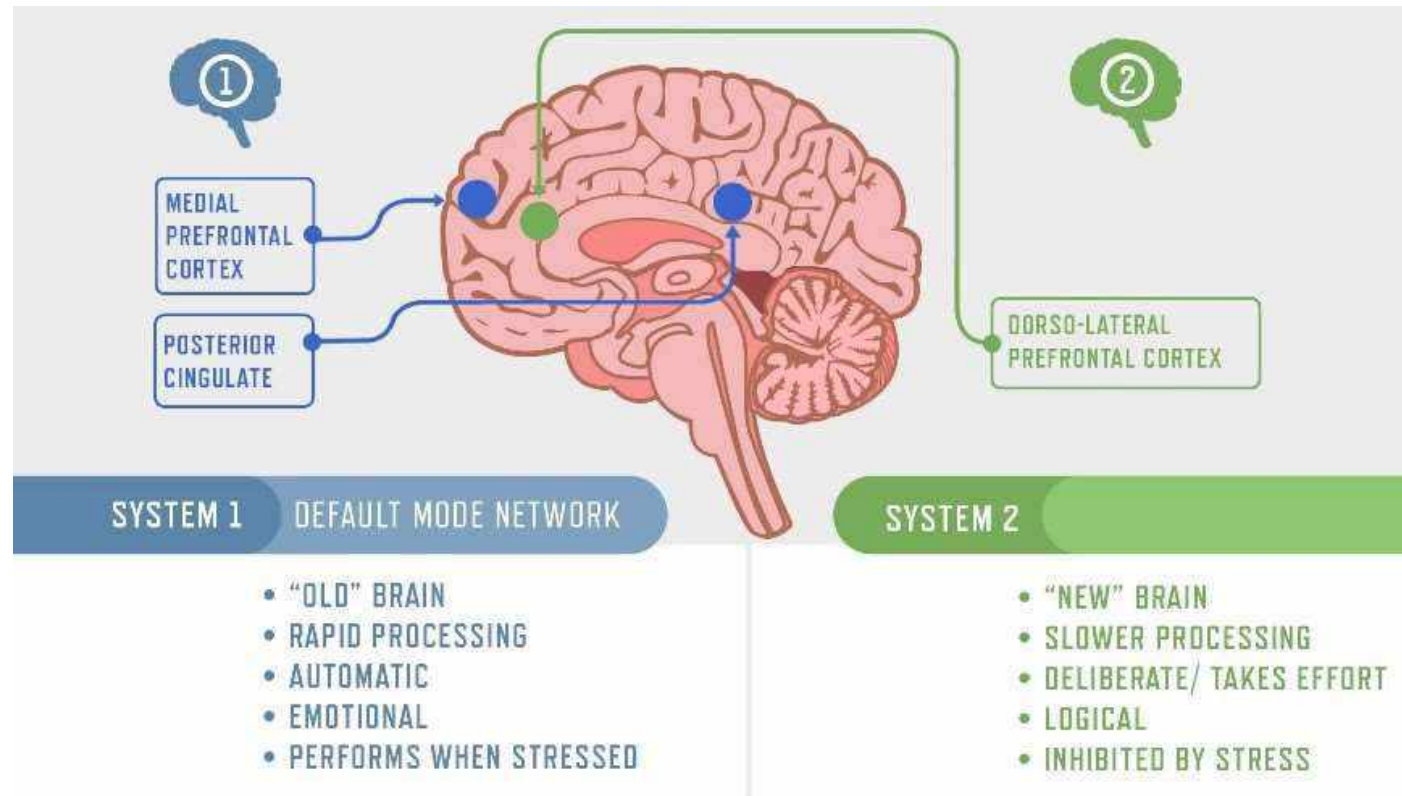 1
2
MEDIAL
PREFRONTAL
CORTEX
POSTERIOR
CINGULATE
DORSO-LATERAL
PREFRONTAL CORTEX
SYSTEM 1
DEFAULT MODE NETWORK
• "OLD" BRAIN
• RAPID PROCESSING
• AUTOMATIC
• EMOTIONAL
• PERFORMS WHEN STRESSED
SYSTEM 2
• "NEW" BRAIN
• SLOWER PROCESSING
• DELIBERATE/ TAKES EFFORT
• LOGICAL
• INHIBITED BY STRESS